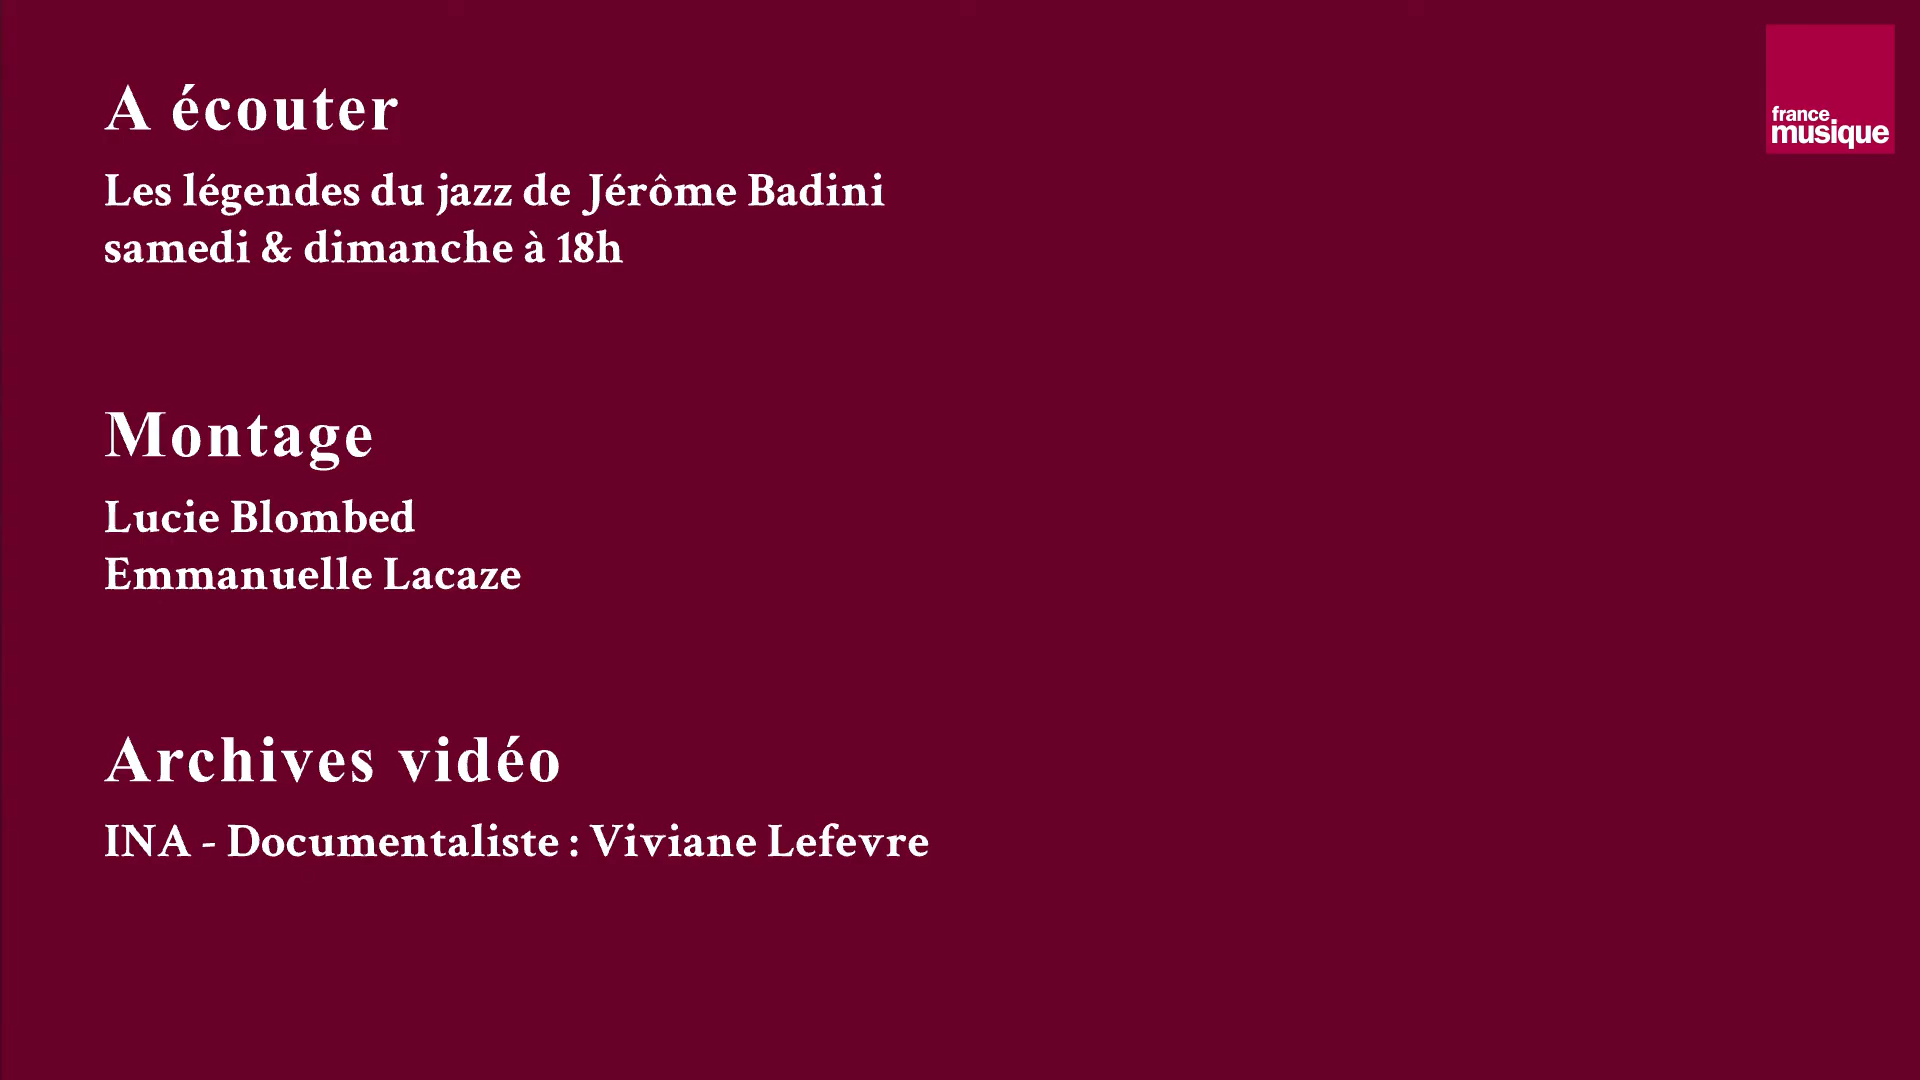 A écouter
Les légendes du jazz de Jérôme Badini
samedi & dimanche à 18h
Montage
Lucie Blombed
Emmanuelle Lacaze
Archives vidéo
INA - Documentaliste : Viviane Lefevre
france
musique